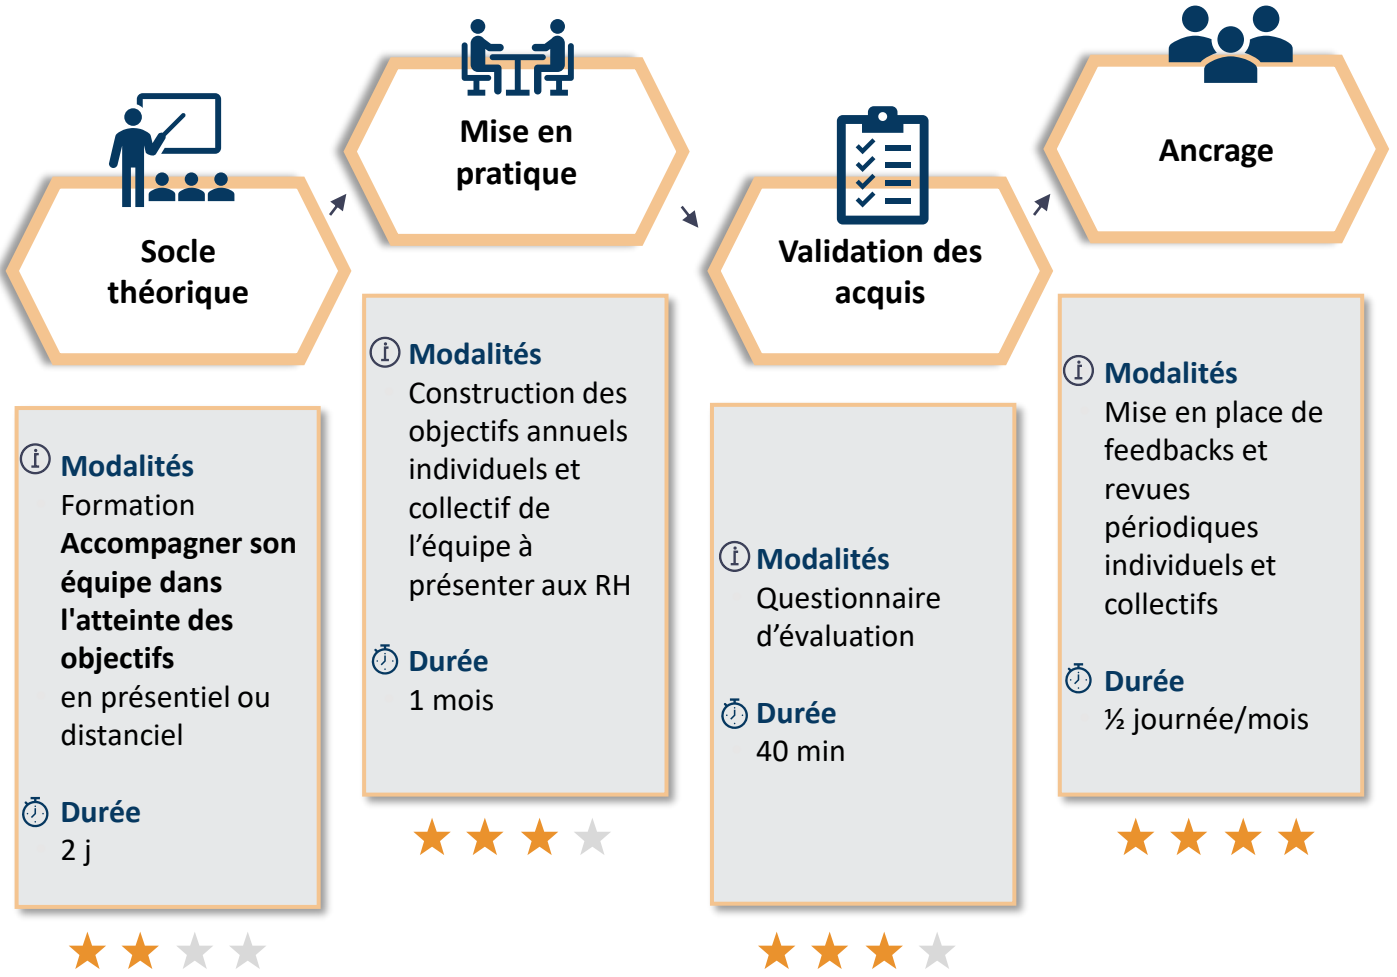 Socle
théorique
Modalités
Formation
Accompagner son
équipe dans
l'atteinte des
objectifs
en présentiel ou
distanciel
Durée
2 j
Mise en
pratique
Modalités
Construction des
objectifs annuels
individuels et
collectif de
l’équipe à
présenter aux RH
Durée
1 mois
Validation des
acquis
Modalités
Questionnaire
d’évaluation
Durée
40 min
Ancrage
Modalités
Mise en place de
feedbacks et
revues
périodiques
individuels et
collectifs
Durée
½ journée/mois